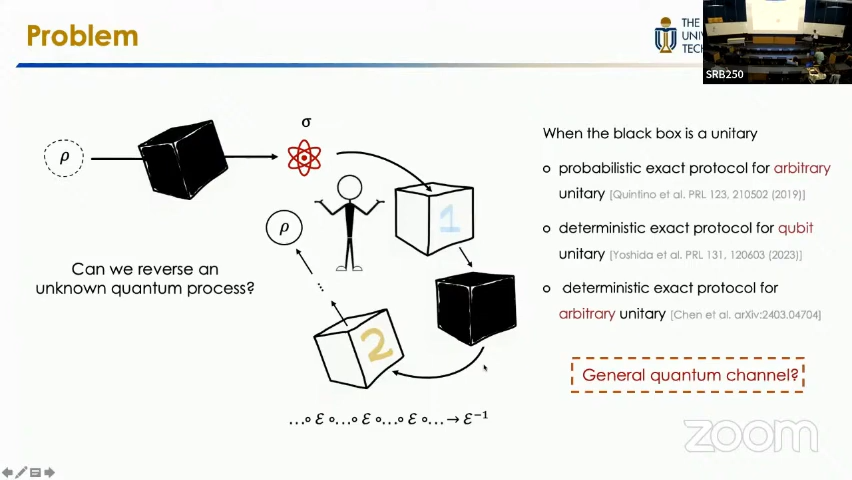 Problem
THE
UNI
TECH
SRB250
σ
ρ
1
ρ
2
Can we reverse an
unknown quantum process?
…∘ ℰ ∘…∘ ℰ ∘…∘ ℰ ∘… → ℰ⁻¹
When the black box is a unitary
o probabilistic exact protocol for arbitrary
unitary [Quintino et al. PRL 123, 210502 (2019)]
o deterministic exact protocol for qubit
unitary [Yoshida et al. PRL 131, 120603 (2023)]
o deterministic exact protocol for
arbitrary unitary [Chen et al. arXiv:2403.04704]
General quantum channel?
zoom